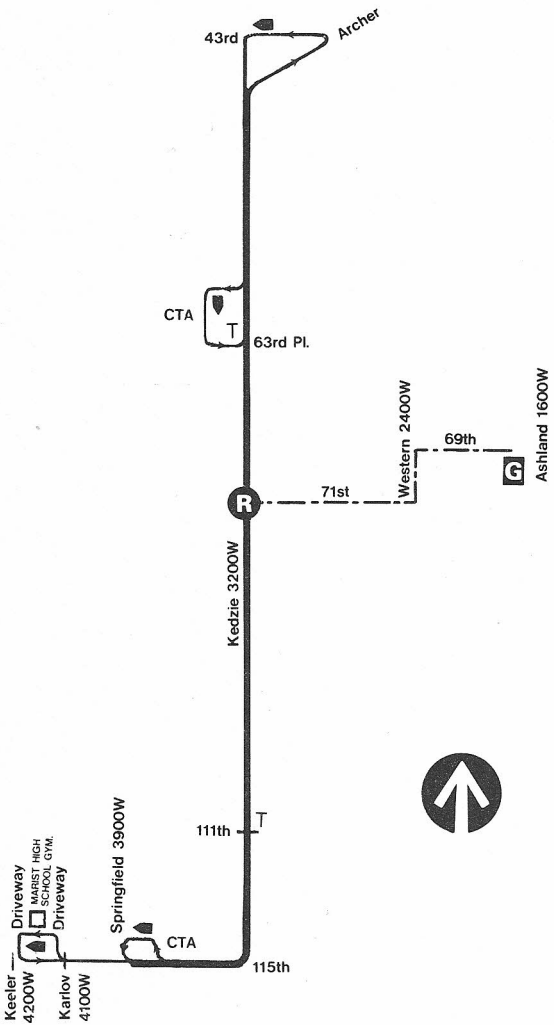 43rd
Archer
CTA
T
63rd Pl.
Western 2400W
69th
Ashland 1600W
G
R
71st
Kedzie 3200W
111th
T
Springfield 3900W
CTA
115th
Driveway
MARIST HIGH
SCHOOL GYM.
Driveway
Keeler
4200W
Karlov
4100W